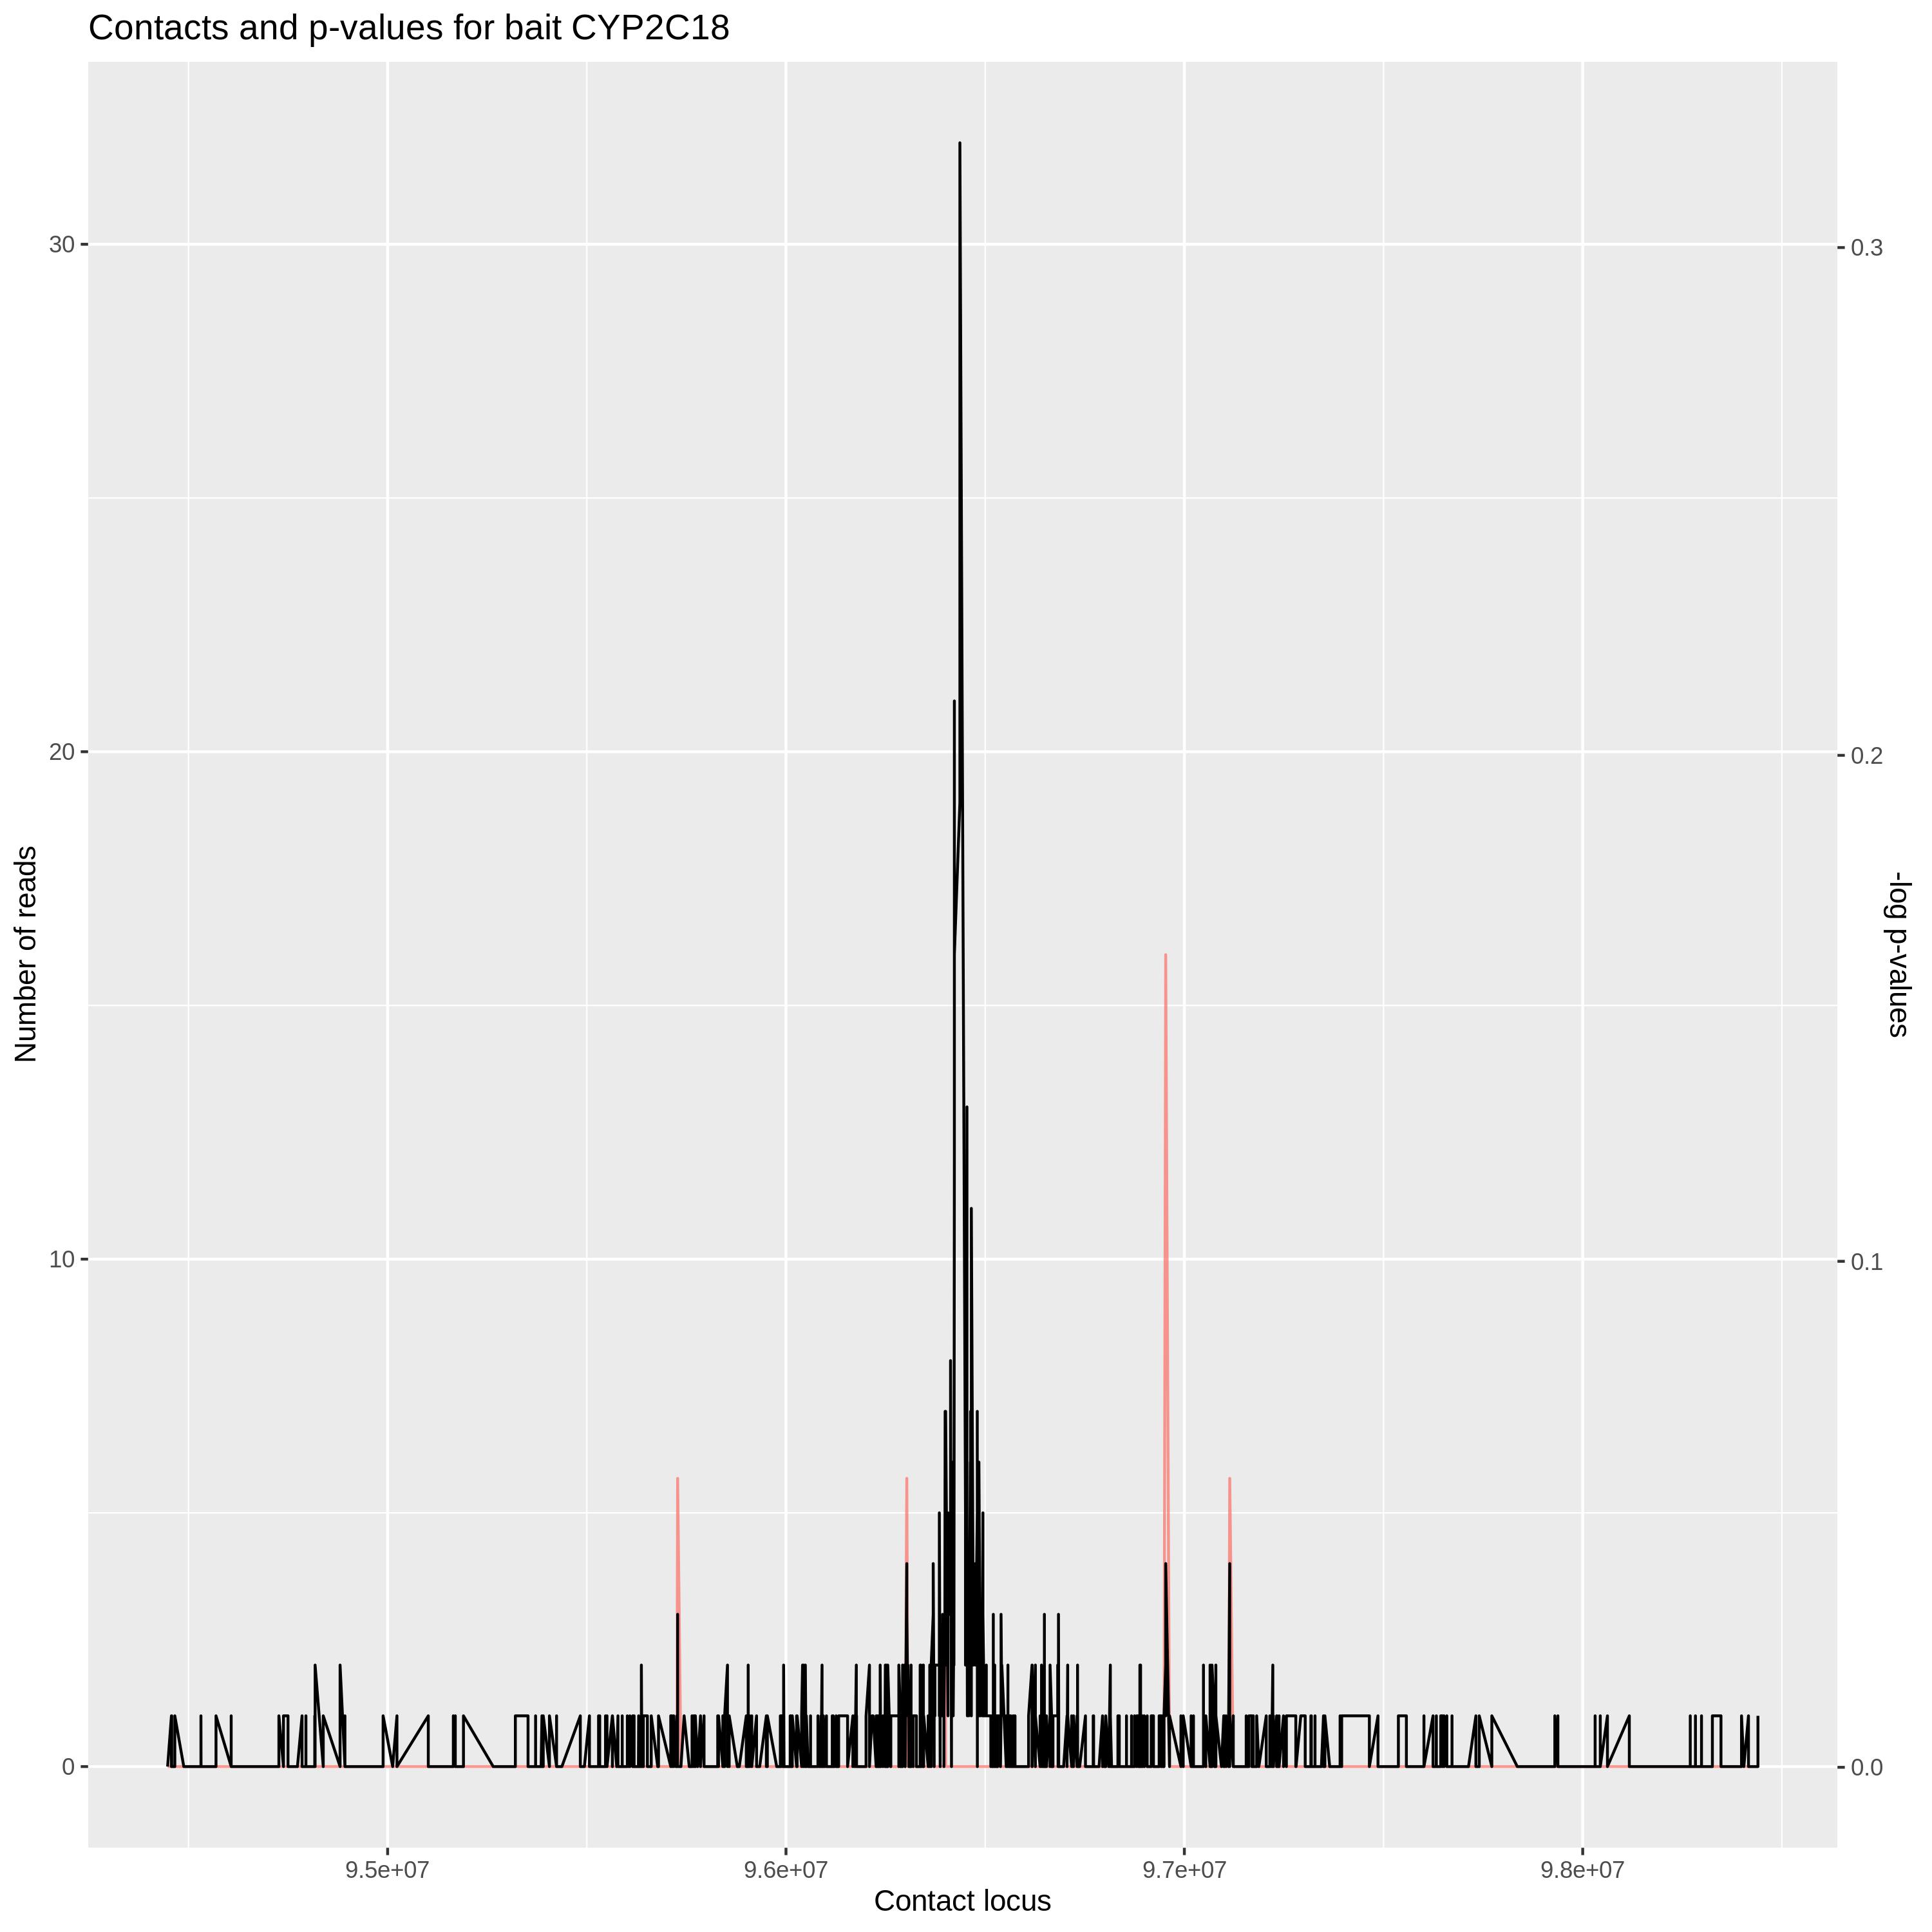 Contacts and p-values for bait CYP2C18
30
20
10
0
0.3
0.2
0.1
0.0
9.5e+07 9.6e+07 9.7e+07 9.8e+07
Contact locus
Number of reads
-log p-values